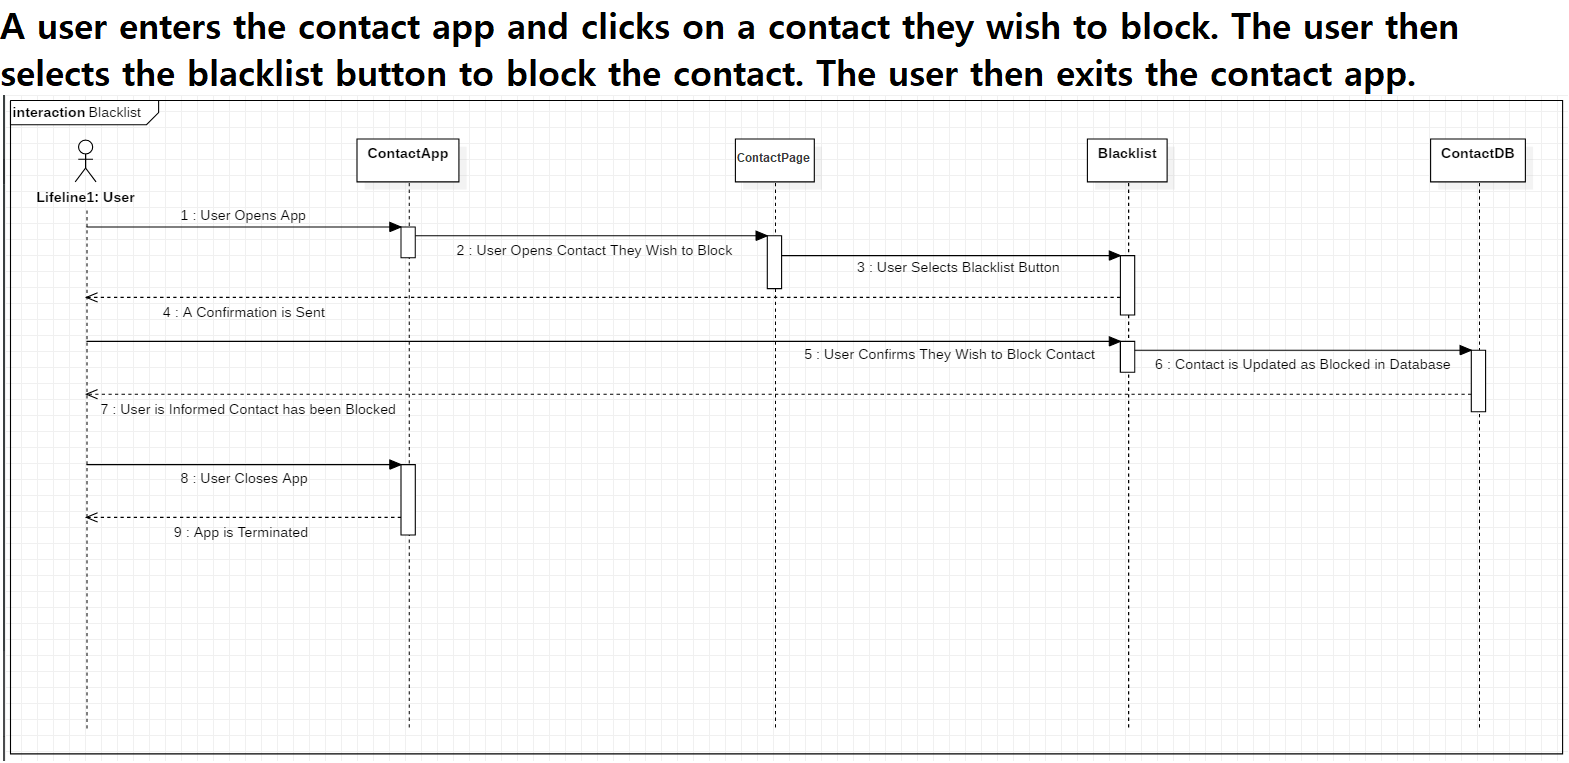 A user enters the contact app and clicks on a contact they wish to block. The user then
selects the blacklist button to block the contact. The user then exits the contact app.
interaction Blacklist
Lifeline1: User
ContactApp
ContactPage
Blacklist
ContactDB
1 : User Opens App
2 : User Opens Contact They Wish to Block
3 : User Selects Blacklist Button
4 : A Confirmation is Sent
5 : User Confirms They Wish to Block Contact
6 : Contact is Updated as Blocked in Database
7 : User is Informed Contact has been Blocked
8 : User Closes App
9 : App is Terminated